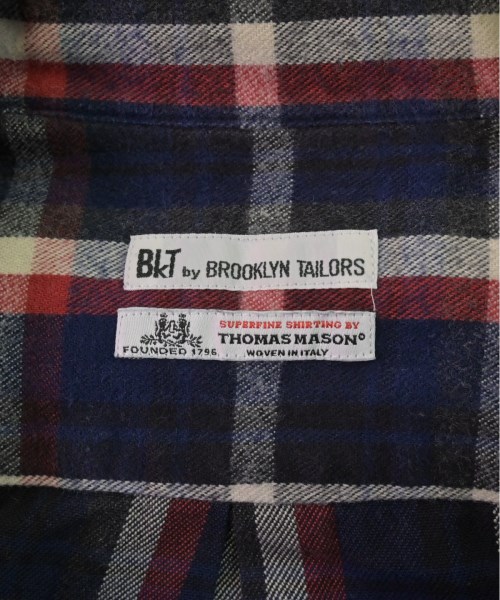 BKT by BROOKLYN TAILORS
SUPERFINE SHIRTING BY
THOMAS MASON®
FOUNDED 1796
WOVEN IN ITALY